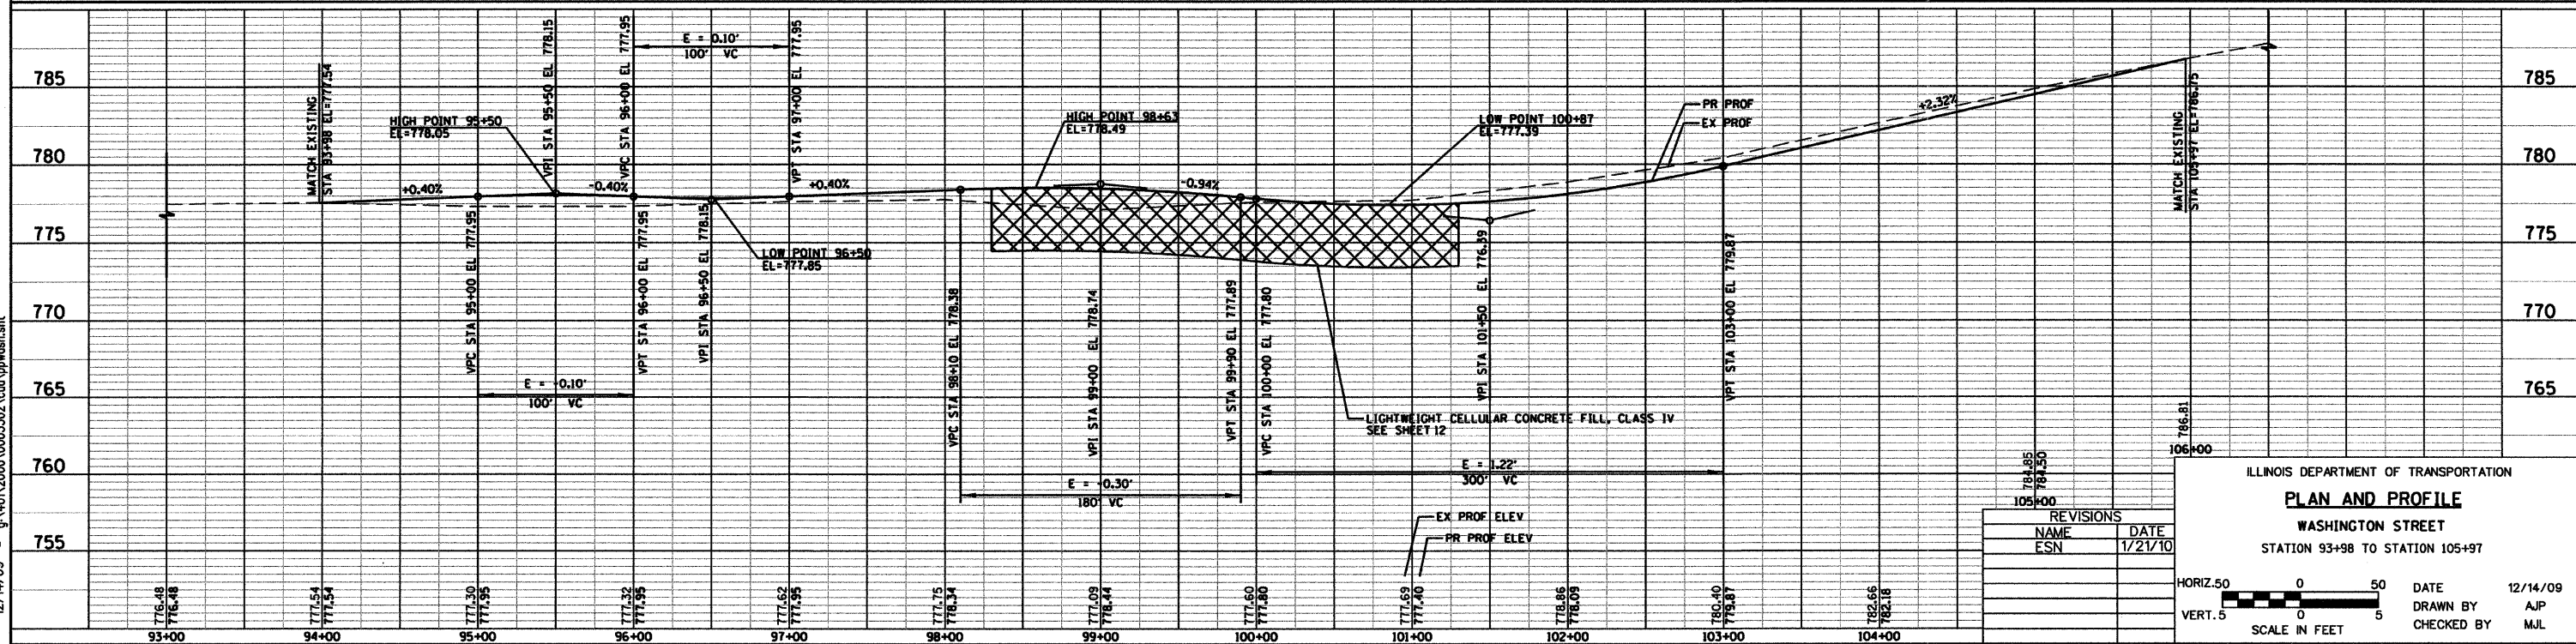 785
780
775
770
765
760
755
785
780
775
770
765
MATCH EXISTING
STA 93+98 EL=777.54
HIGH POINT 95+50
EL=778.05
+0.40%
VPI STA 95+50 EL 778.15
VPC STA 96+00 EL 777.95
E = 0.10'
100' VC
VPT STA 97+00 EL 777.95
-0.40%
+0.40%
LOW POINT 96+50
EL=777.85
VPC STA 95+00 EL 777.95
VPT STA 96+00 EL 777.95
VPI STA 96+50 EL 778.15
E = -0.10'
100' VC
HIGH POINT 98+63
EL=778.49
-0.94%
LOW POINT 100+87
EL=777.39
PR PROF
EX PROF
+2.32%
MATCH EXISTING
STA 105+97 EL=786.75
VPC STA 98+10 EL 778.38
VPI STA 99+00 EL 778.74
VPT STA 99+90 EL 777.89
VPC STA 100+00 EL 777.80
VPI STA 101+50 EL 776.39
VPT STA 103+00 EL 779.87
LIGHTWEIGHT CELLULAR CONCRETE FILL, CLASS IV
SEE SHEET 12
E = -0.30'
180' VC
E = 1.22'
300' VC
EX PROF ELEV
PR PROF ELEV
776.48
776.48
777.54
777.54
777.30
777.95
777.32
777.95
777.62
777.95
777.75
778.34
777.09
778.44
777.60
777.80
777.69
777.40
778.86
778.09
780.40
779.87
782.66
782.18
784.85
784.50
105+00
786.81
106+00
93+00
94+00
95+00
96+00
97+00
98+00
99+00
100+00
101+00
102+00
103+00
104+00
REVISIONS
NAME DATE
ESN 1/21/10
ILLINOIS DEPARTMENT OF TRANSPORTATION
PLAN AND PROFILE
WASHINGTON STREET
STATION 93+98 TO STATION 105+97
HORIZ. 50 0 50
VERT. 5 0 5
SCALE IN FEET
DATE 12/14/09
DRAWN BY AJP
CHECKED BY MJL